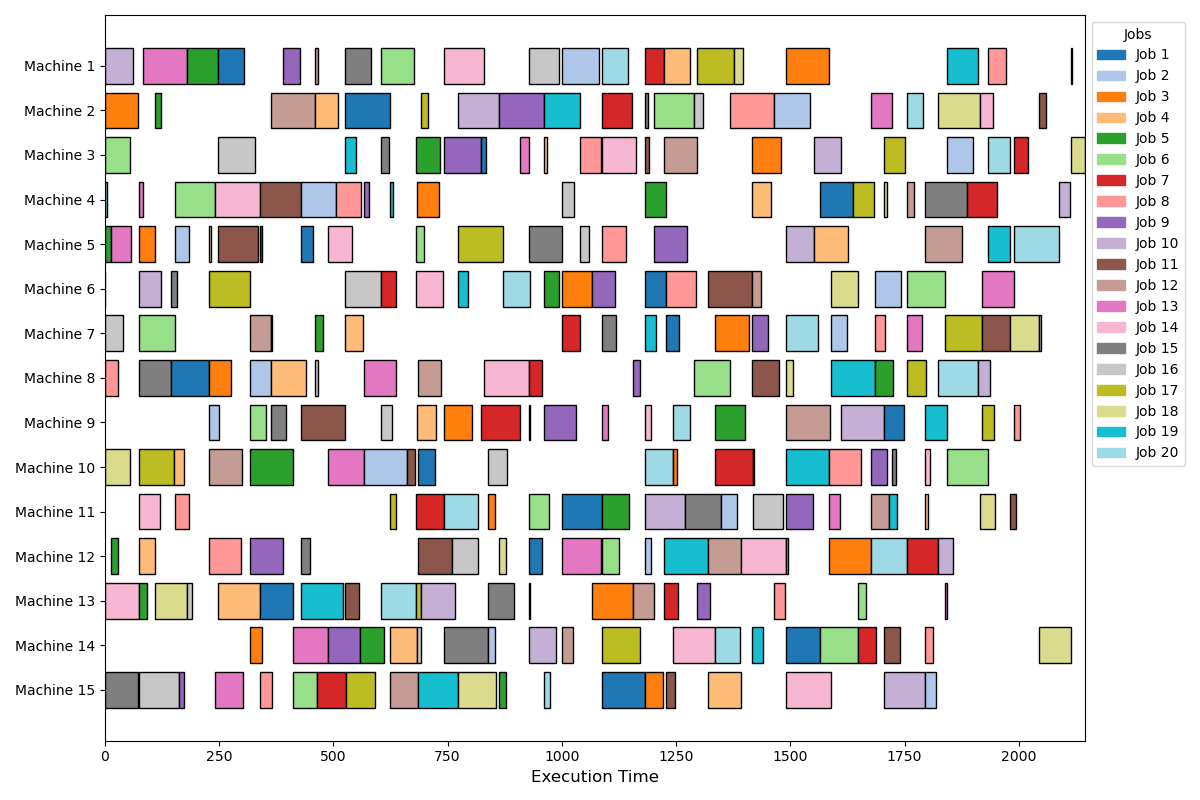 Machine 1
Machine 2
Machine 3
Machine 4
Machine 5
Machine 6
Machine 7
Machine 8
Machine 9
Machine 10
Machine 11
Machine 12
Machine 13
Machine 14
Machine 15
0 250 500 750 1000 1250 1500 1750 2000
Execution Time
Jobs
Job 1
Job 2
Job 3
Job 4
Job 5
Job 6
Job 7
Job 8
Job 9
Job 10
Job 11
Job 12
Job 13
Job 14
Job 15
Job 16
Job 17
Job 18
Job 19
Job 20